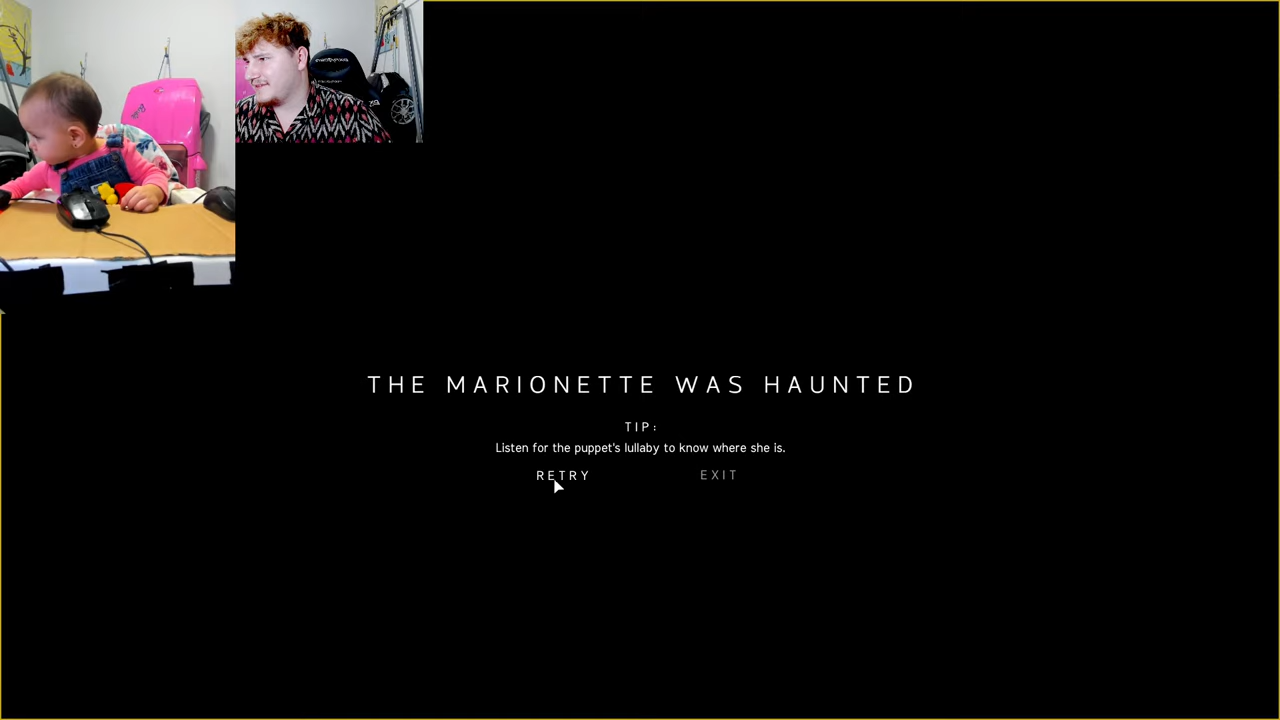 THE MARIONETTE WAS HAUNTED
TIP:
Listen for the puppet's lullaby to know where she is.
RETRY
EXIT